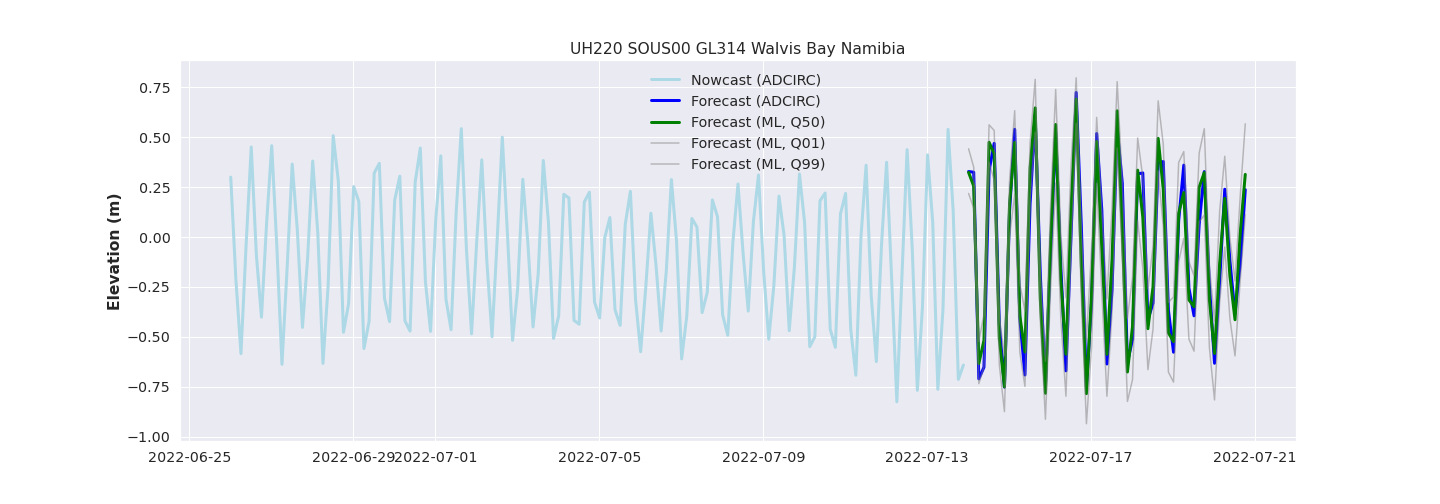 UH220 SOUS00 GL314 Walvis Bay Namibia
Nowcast (ADCIRC)
Forecast (ADCIRC)
Forecast (ML, Q50)
Forecast (ML, Q01)
Forecast (ML, Q99)
Elevation (m)
0.75
0.50
0.25
0.00
−0.25
−0.50
−0.75
−1.00
2022-06-25 2022-06-29 2022-07-01 2022-07-05 2022-07-09 2022-07-13 2022-07-17 2022-07-21